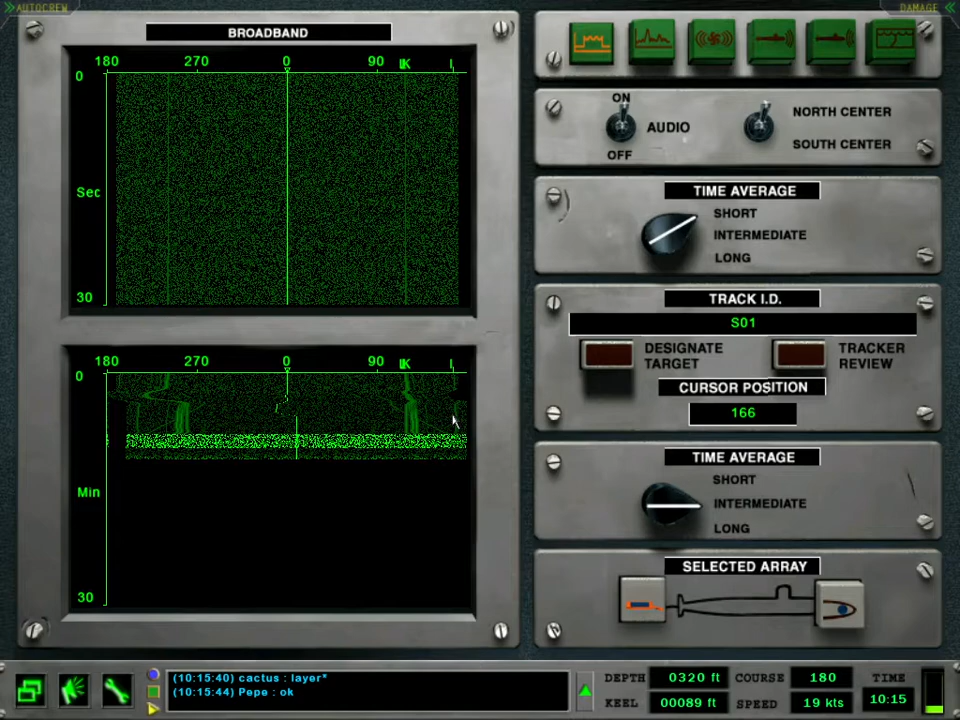 AUTOCREW
DAMAGE
BROADBAND
180 270 0 90
0
Sec
30
180 270 0 90
0
Min
30
ON
AUDIO
OFF
NORTH CENTER
SOUTH CENTER
TIME AVERAGE
SHORT
INTERMEDIATE
LONG
TRACK I.D.
S01
DESIGNATE
TARGET
TRACKER
REVIEW
CURSOR POSITION
166
TIME AVERAGE
SHORT
INTERMEDIATE
LONG
SELECTED ARRAY
(10:15:40) cactus : layer*
(10:15:44) Pepe : ok
DEPTH 0320 ft COURSE 180 TIME
KEEL 00089 ft SPEED 19 kts 10:15